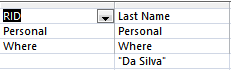 RID Last Name
Personal Personal
Where Where
"Da Silva"